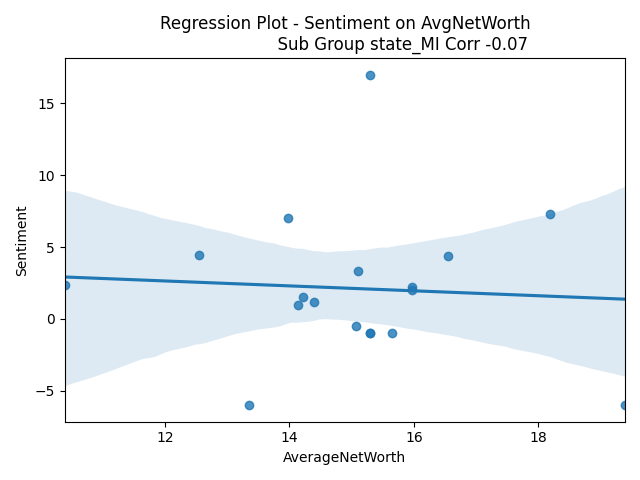 Regression Plot - Sentiment on AvgNetWorth
Sub Group state_MI Corr -0.07
15
10
5
0
−5
Sentiment
12
14
16
18
AverageNetWorth